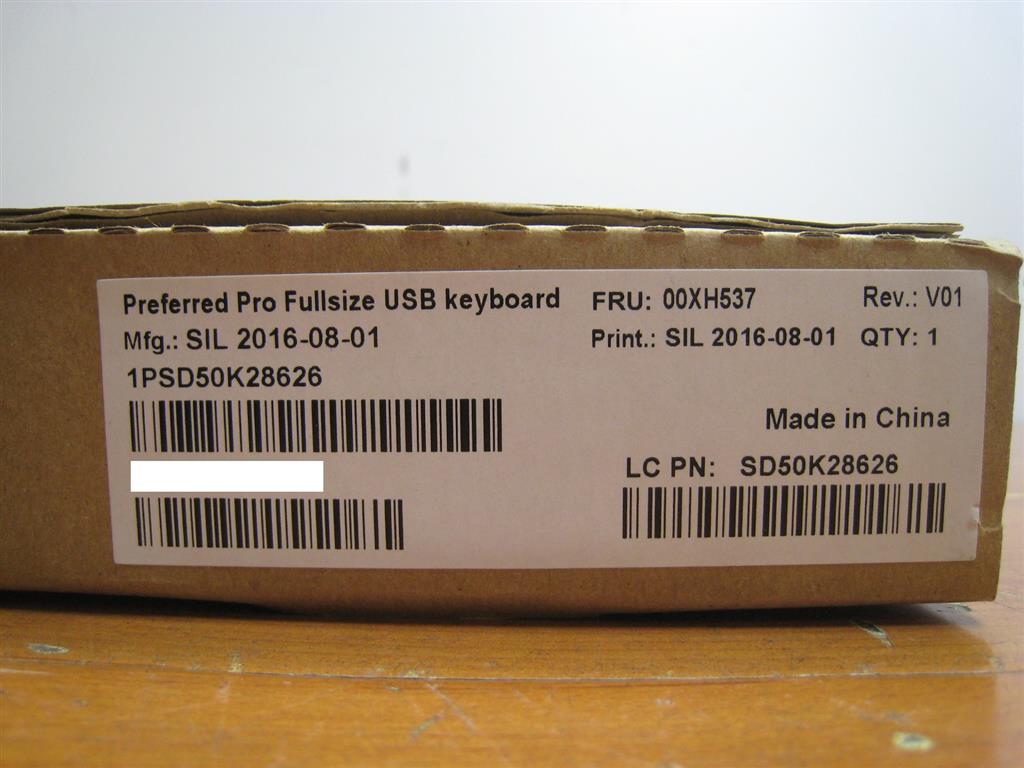 Preferred Pro Fullsize USB keyboard FRU: 00XH537 Rev.: V01
Mfg.: SIL 2016-08-01 Print.: SIL 2016-08-01 QTY: 1
1PSD50K28626
Made in China
LC PN: SD50K28626